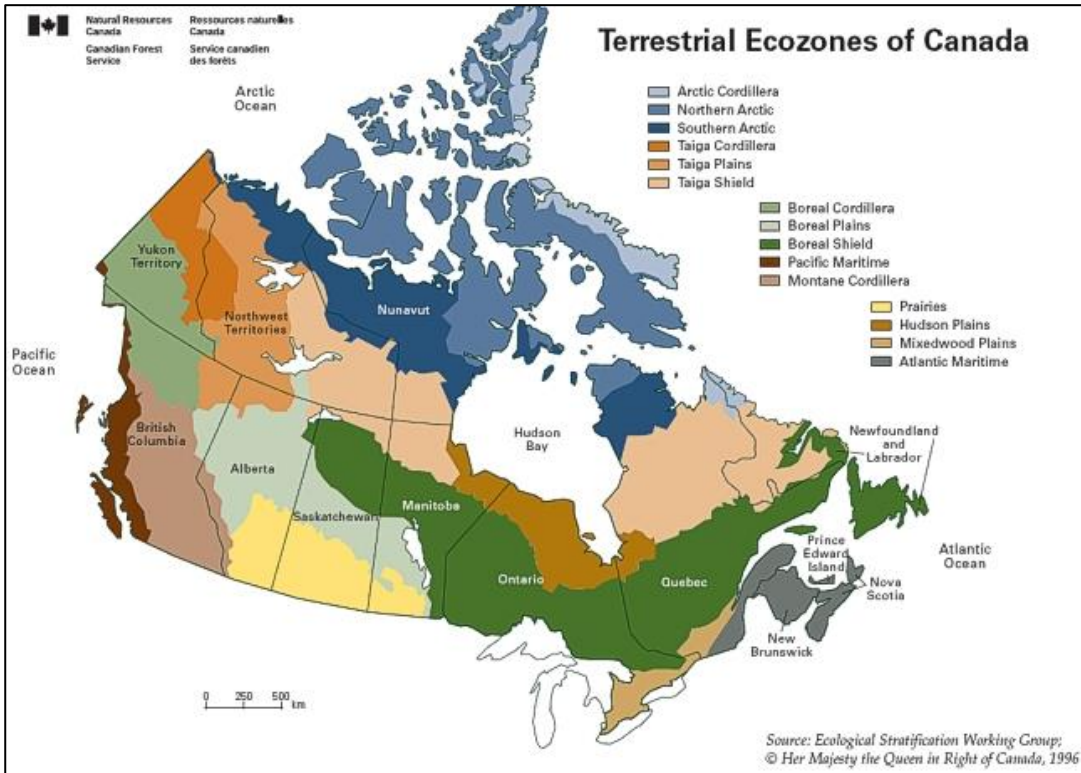 Natural Resources
Canada
Canadian Forest
Service
Ressources naturelles
Canada
Service canadien
des forêts
Terrestrial Ecozones of Canada
Arctic
Ocean
Arctic Cordillera
Northern Arctic
Southern Arctic
Taiga Cordillera
Taiga Plains
Taiga Shield
Boreal Cordillera
Boreal Plains
Boreal Shield
Pacific Maritime
Montane Cordillera
Prairies
Hudson Plains
Mixedwood Plains
Atlantic Maritime
Yukon
Territory
Northwest
Territories
Nunavut
Pacific
Ocean
British
Columbia
Alberta
Saskatchewan
Manitoba
Hudson
Bay
Ontario
Quebec
Newfoundland
and
Labrador
Prince
Edward
Island
Atlantic
Ocean
Nova
Scotia
New
Brunswick
0 250 500
km
Source: Ecological Stratification Working Group;
© Her Majesty the Queen in Right of Canada, 1996